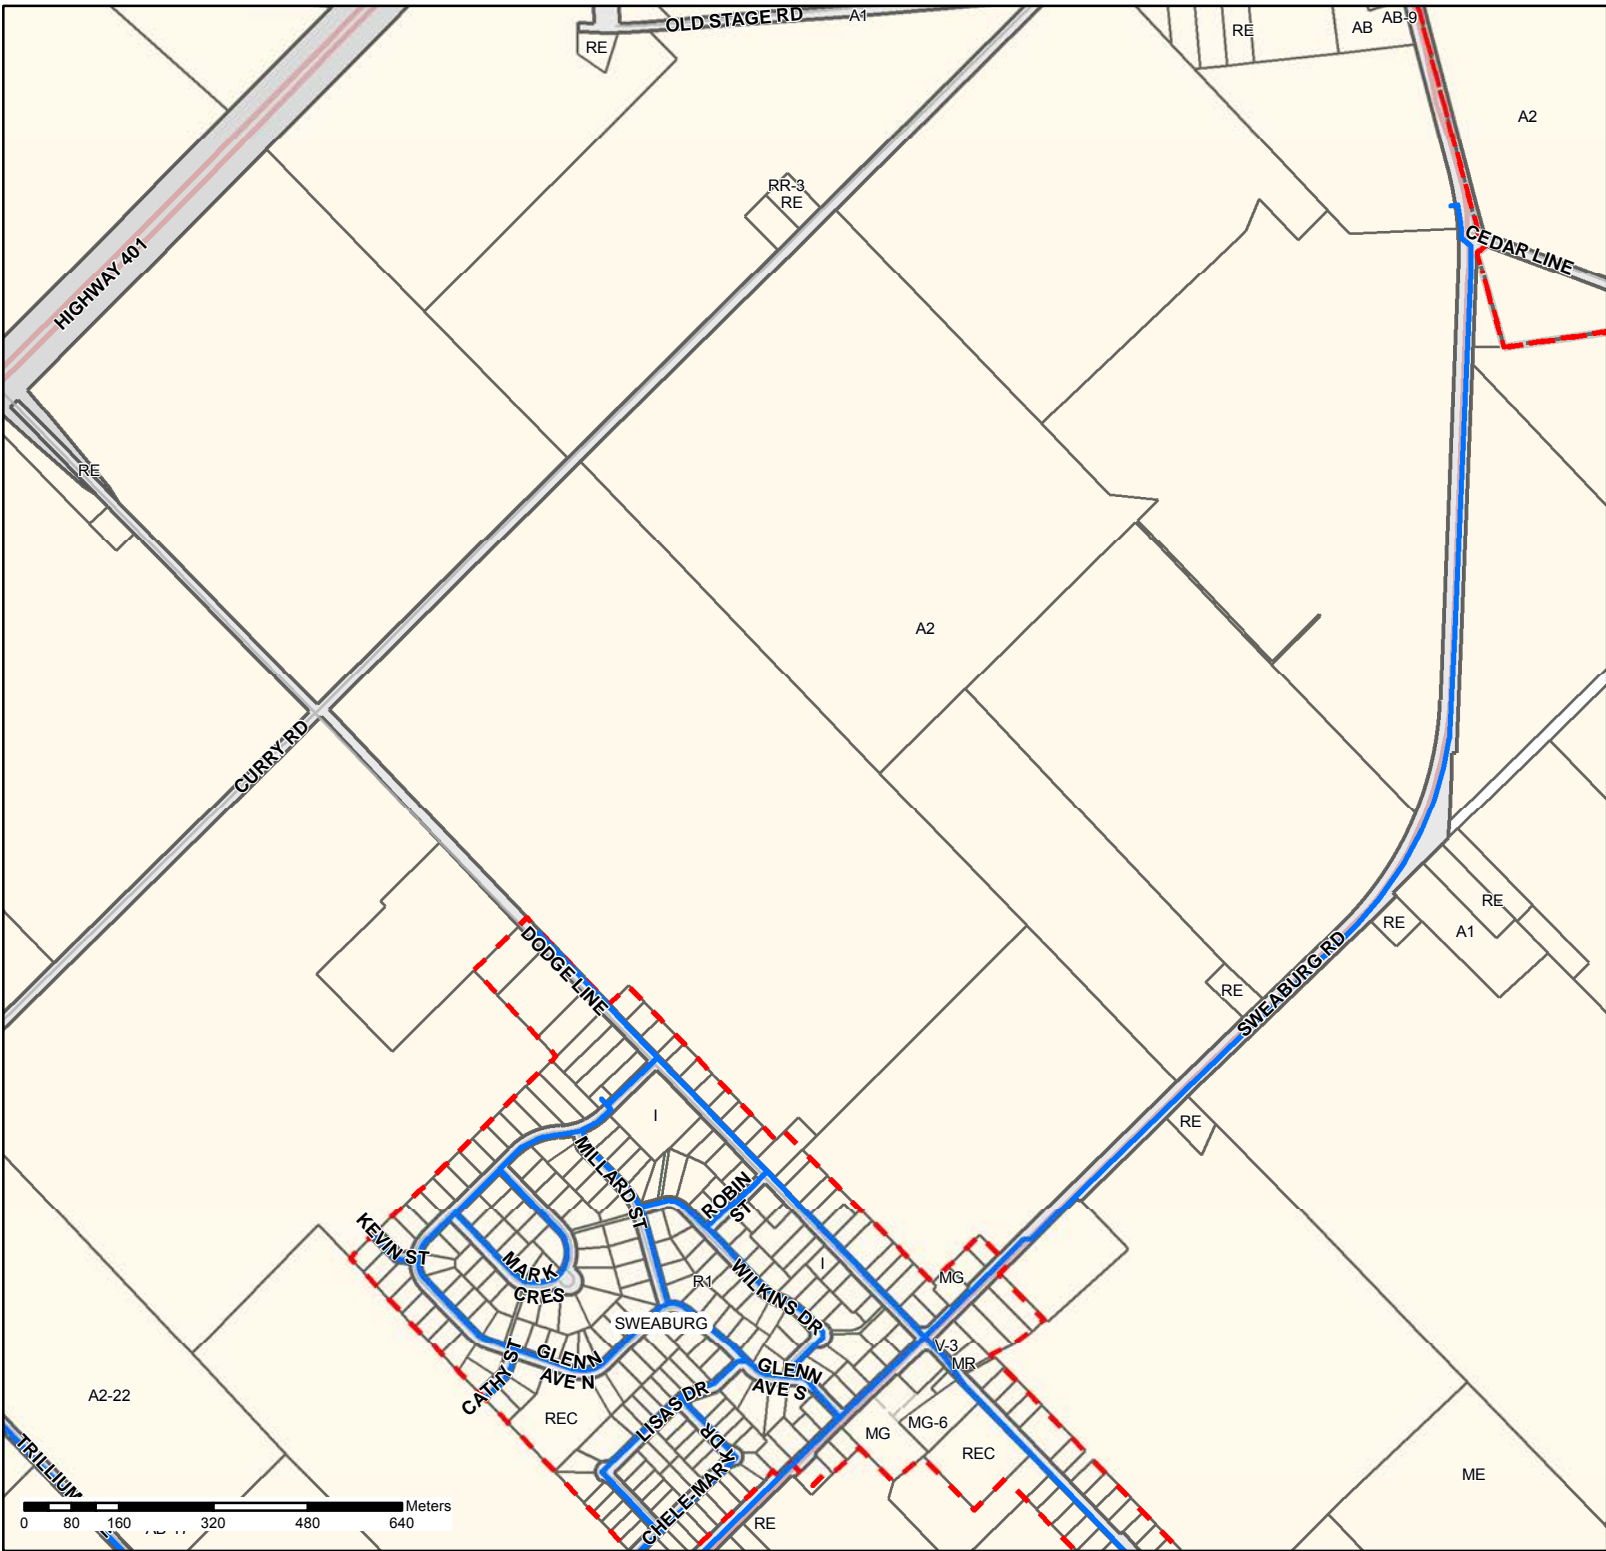 OLD STAGE RD
A1
RE
RE
AB
AB-9
A2
RR-3
RE
CEDAR LINE
HIGHWAY 401
RE
A2
CURRY RD
DODGE LINE
SWEABURG RD
RE
RE
A1
RE
RE
I
MILLARD ST
ROBIN
ST
KEVIN ST
MARK
CRES
R1
WILKINS DR
I
MG
SWEABURG
V-3
MR
GLENN
AVE N
GLENN
AVE S
CATHY ST
LISAS DR
REC
A2-22
CHELE-MARK DR
MG
MG-6
REC
ME
TRILLIUM
RE
Meters
0 80 160 320 480 640